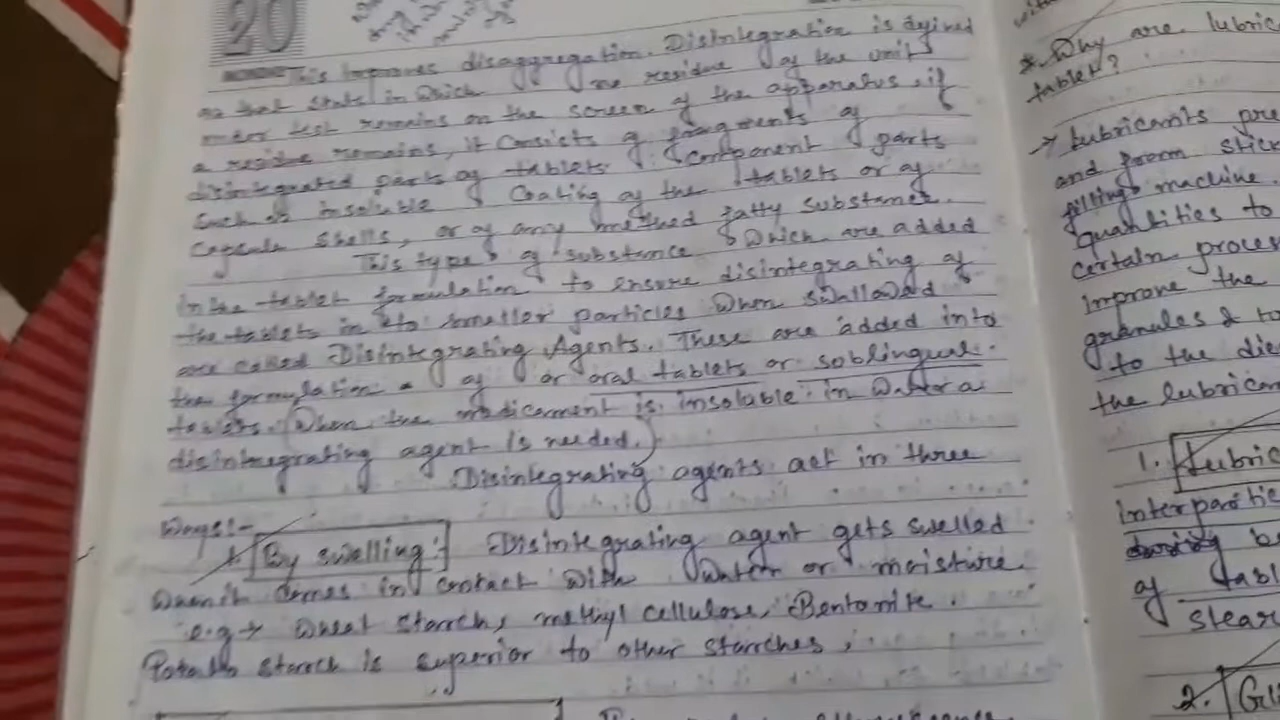 20
This Improves disaggregation. Disintegration is defined
as that state in which no residue of the unit
under test remains on the screen of the apparatus, if
a residue remains, it consists of fragments of
disintegrated parts of tablets component parts
such as insoluble coating of the tablets or of
capsule shells, or of any melted fatty substance.
This type of substance which are added
in the tablet formulation to ensure disintegrating of
the tablets in to smaller particles when swallowed
are called Disintegrating Agents. These are added into
the formulation of or oral tablets or soblingual.
When the medicament is insoluble in water a
disintegrating agent is needed.
Disintegrating agents act in three
ways:-
1. By swelling:- Disintegrating agent gets swelled
when it comes in contact with water or moisture
e.g → wheat starch, methyl cellulose, Bentonite.
Potato starch is superior to other starches,
* Why are lubric
tablet?
→ Lubricants pre
and from stick
filling machine.
quantities to
certain proces
improve the
granules & to
to the die
the lubrican
1. Lubric
interpartic
during be
of tabl
stear
2. Gli